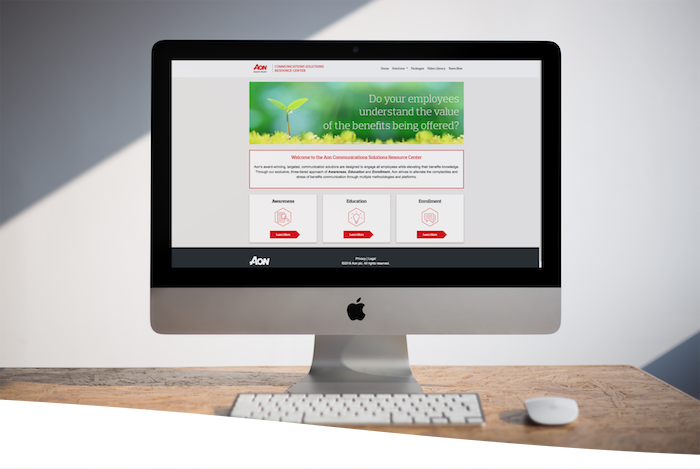 AON
COMMUNICATIONS SOLUTIONS
RESOURCE CENTER
Home Solutions Strategies Video Library Team Blue
Do your employees
understand the value
of the benefits being offered?
Welcome to the Aon Communications Solutions Resource Center
Aon's award-winning, targeted, communication solutions are designed to engage all employees while elevating their benefits knowledge.
Through our exclusive, three-tiered approach of Awareness, Education and Enrollment, Aon strives to alleviate the complexities and
stress of benefits communication through multiple methodologies and platforms.
Awareness Education Enrollment
Learn More Learn More Learn More
AON
Privacy | Legal
©2018 Aon plc. All rights reserved.